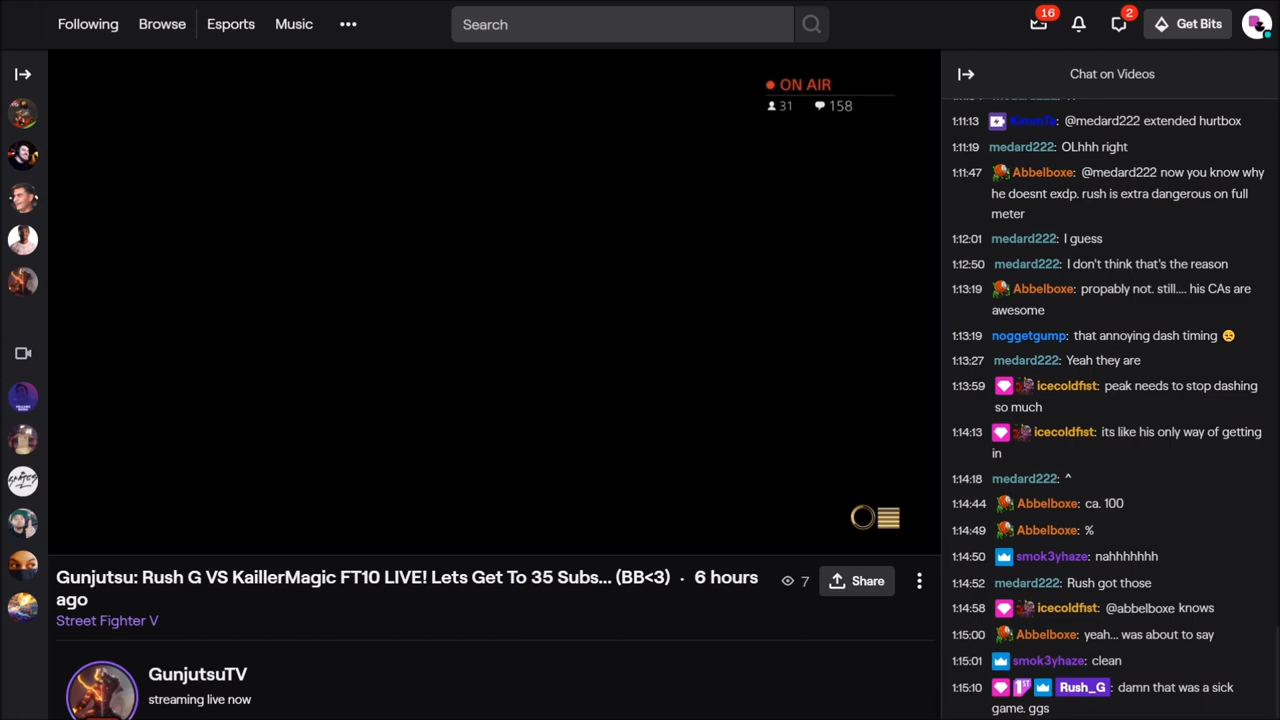 Following Browse Esports Music ••• Search 16 2 Get Bits
ON AIR
31 158
Gunjutsu: Rush G VS KaillerMagic FT10 LIVE! Lets Get To 35 Subs... (BB<3) · 6 hours
ago
7 Share
Street Fighter V
GunjutsuTV
streaming live now
Chat on Videos
1:11:13 KimmTa: @medard222 extended hurtbox
1:11:19 medard222: OLhhh right
1:11:47 Abbelboxe: @medard222 now you know why
he doesnt exdp. rush is extra dangerous on full
meter
1:12:01 medard222: I guess
1:12:50 medard222: I don't think that's the reason
1:13:19 Abbelboxe: propably not. still.... his CAs are
awesome
1:13:19 noggetgump: that annoying dash timing
1:13:27 medard222: Yeah they are
1:13:59 icecoldfist: peak needs to stop dashing
so much
1:14:13 icecoldfist: its like his only way of getting
in
1:14:18 medard222: ^
1:14:44 Abbelboxe: ca. 100
1:14:49 Abbelboxe: %
1:14:50 smok3yhaze: nahhhhhh
1:14:52 medard222: Rush got those
1:14:58 icecoldfist: @abbelboxe knows
1:15:00 Abbelboxe: yeah... was about to say
1:15:01 smok3yhaze: clean
1:15:10 1ST Rush_G: damn that was a sick
game. ggs